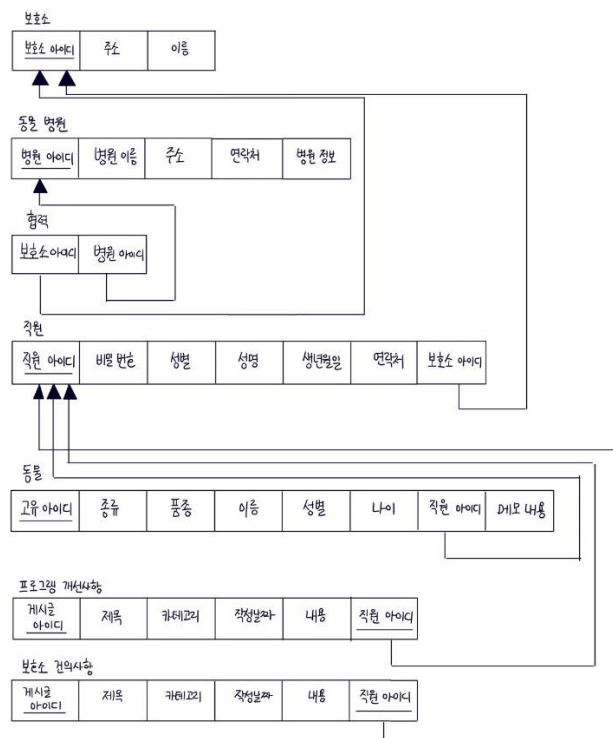 보호소
보호소 아이디 주소 이름
동물 병원
병원 아이디 병원 이름 주소 연락처 병원 정보
협력
보호소 아이디 병원 아이디
직원
직원 아이디 비밀 번호 성별 성명 생년월일 연락처 보호소 아이디
동물
고유 아이디 종류 품종 이름 성별 나이 직원 아이디 메모 내용
프로그램 개선사항
게시글 아이디 제목 카테고리 작성날짜 내용 직원 아이디
보호소 건의사항
게시글 아이디 제목 카테고리 작성날짜 내용 직원 아이디